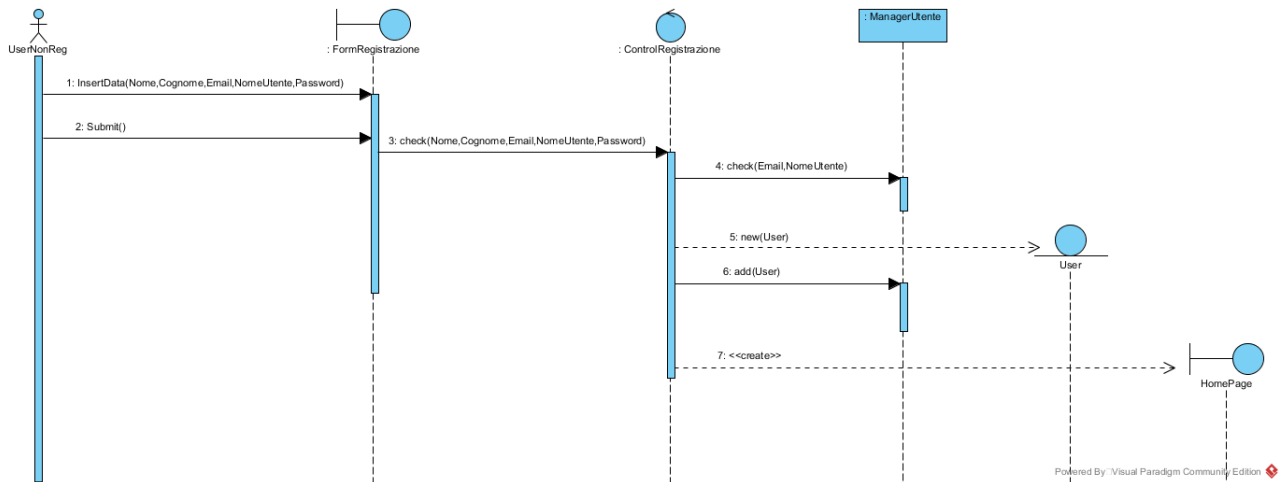 : ManagerUtente
UserNonReg
: FormRegistrazione
: ControlRegistrazione
1: InsertData(Nome,Cognome,Email,NomeUtente,Password)
2: Submit()
3: check(Nome,Cognome,Email,NomeUtente,Password)
4: check(Email,NomeUtente)
5: new(User)
User
6: add(User)
7: <<create>>
HomePage
Powered By Visual Paradigm Community Edition